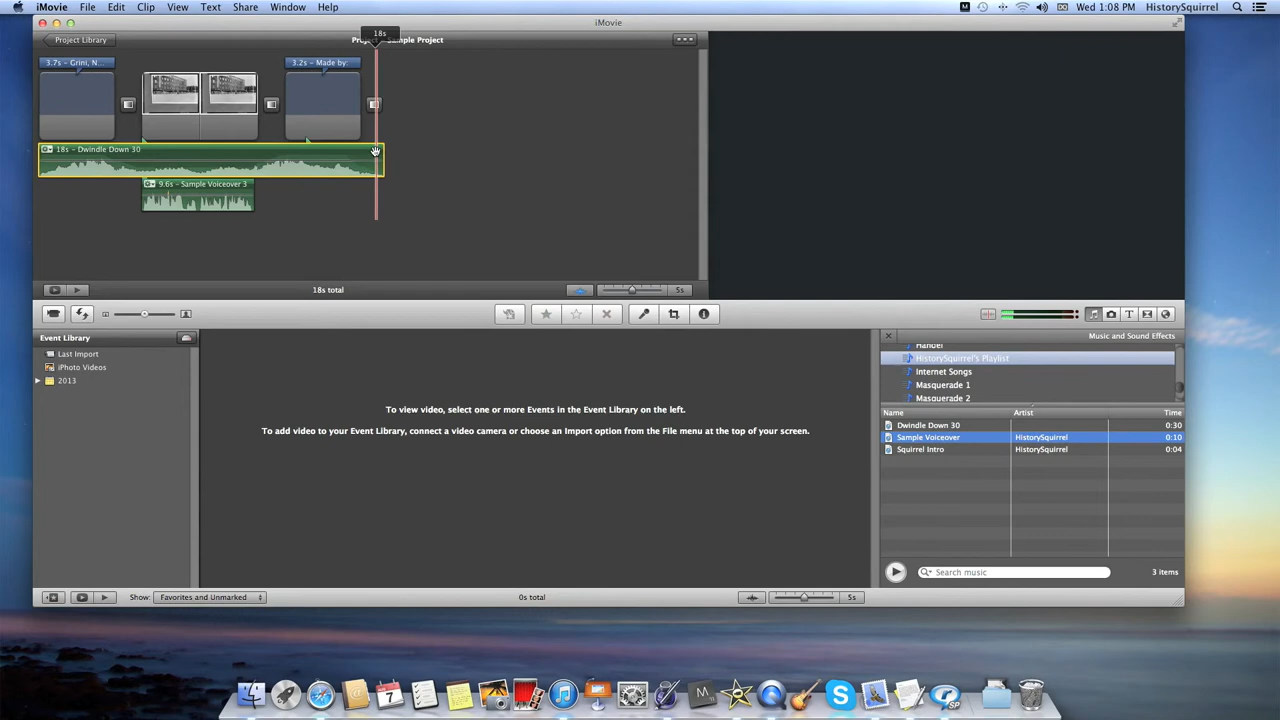 iMovie File Edit Clip View Text Share Window Help
Wed 1:08 PM HistorySquirrel
iMovie
Project Library
18s
3.7s – Grini, N...
3.2s – Made by:
18s – Dwindle Down 30
9.6s – Sample Voiceover 3
18s total
5s
Event Library
Last Import
iPhoto Videos
2013
To view video, select one or more Events in the Event Library on the left.
To add video to your Event Library, connect a video camera or choose an Import option from the File menu at the top of your screen.
Music and Sound Effects
Handel
HistorySquirrel's Playlist
Internet Songs
Masquerade 1
Masquerade 2
Name Artist Time
Dwindle Down 30 0:30
Sample Voiceover HistorySquirrel 0:10
Squirrel Intro HistorySquirrel 0:04
Search music
3 items
Show: Favorites and Unmarked
0s total
5s
7